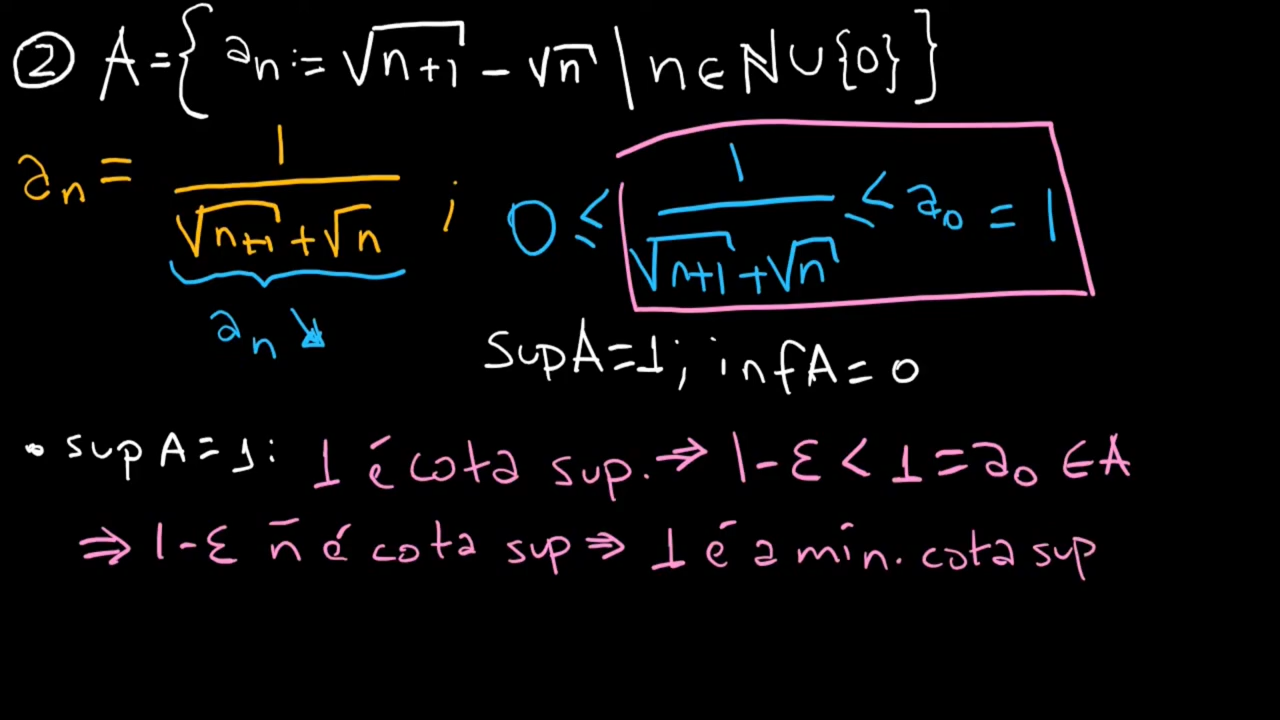 ② A = { aₙ := √(n+1) − √n | n ∈ ℕ ∪ {0} }
aₙ = 1/(√(n+1) + √n) ; 0 ≤ 1/(√(n+1) + √n) ≤ a₀ = 1
aₙ ↘
sup A = 1; inf A = 0
• sup A = 1: 1 é cota sup. ⇒ 1-ε < 1 = a₀ ∈ A
⇒ 1-ε n̄ é cota sup ⇒ 1 é a mín. cota sup